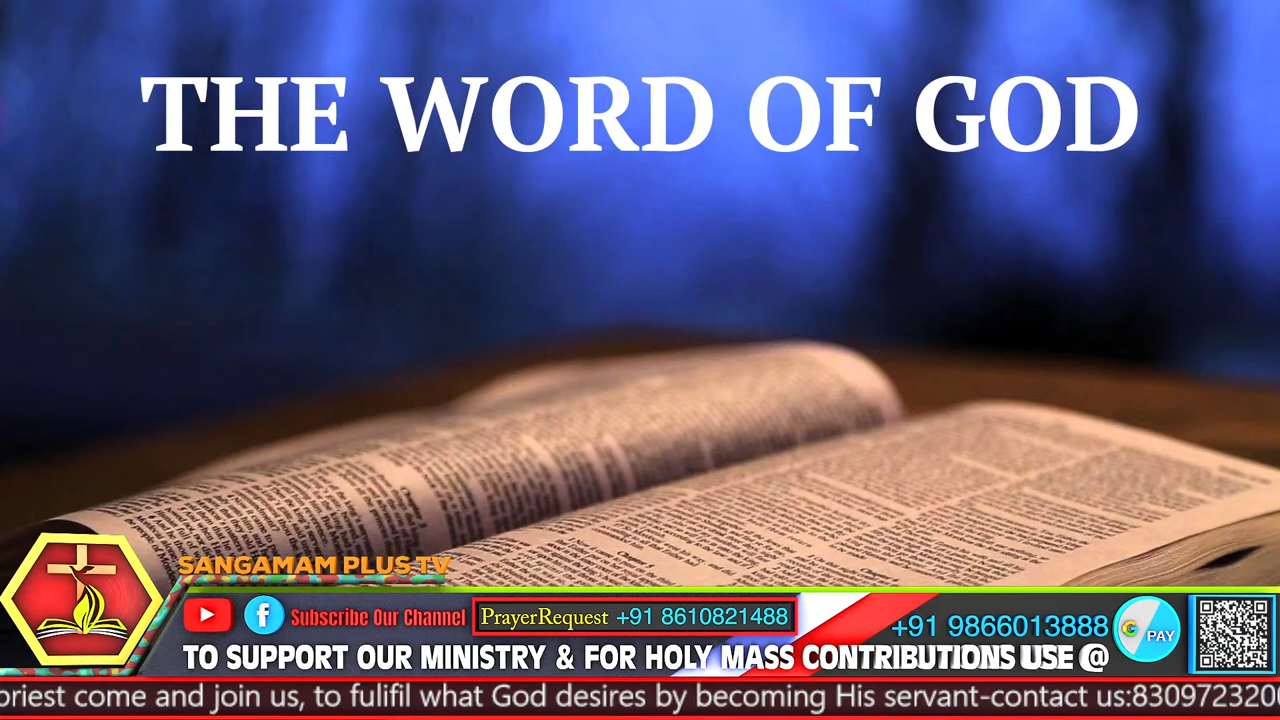 THE WORD OF GOD
SANGAMAM PLUS TV
Subscribe Our Channel PrayerRequest +91 8610821488 +91 9866013888 G PAY
TO SUPPORT OUR MINISTRY & FOR HOLY MASS CONTRIBUTIONS USE @
priest come and join us, to fulifil what God desires by becoming His servant-contact us:830972320